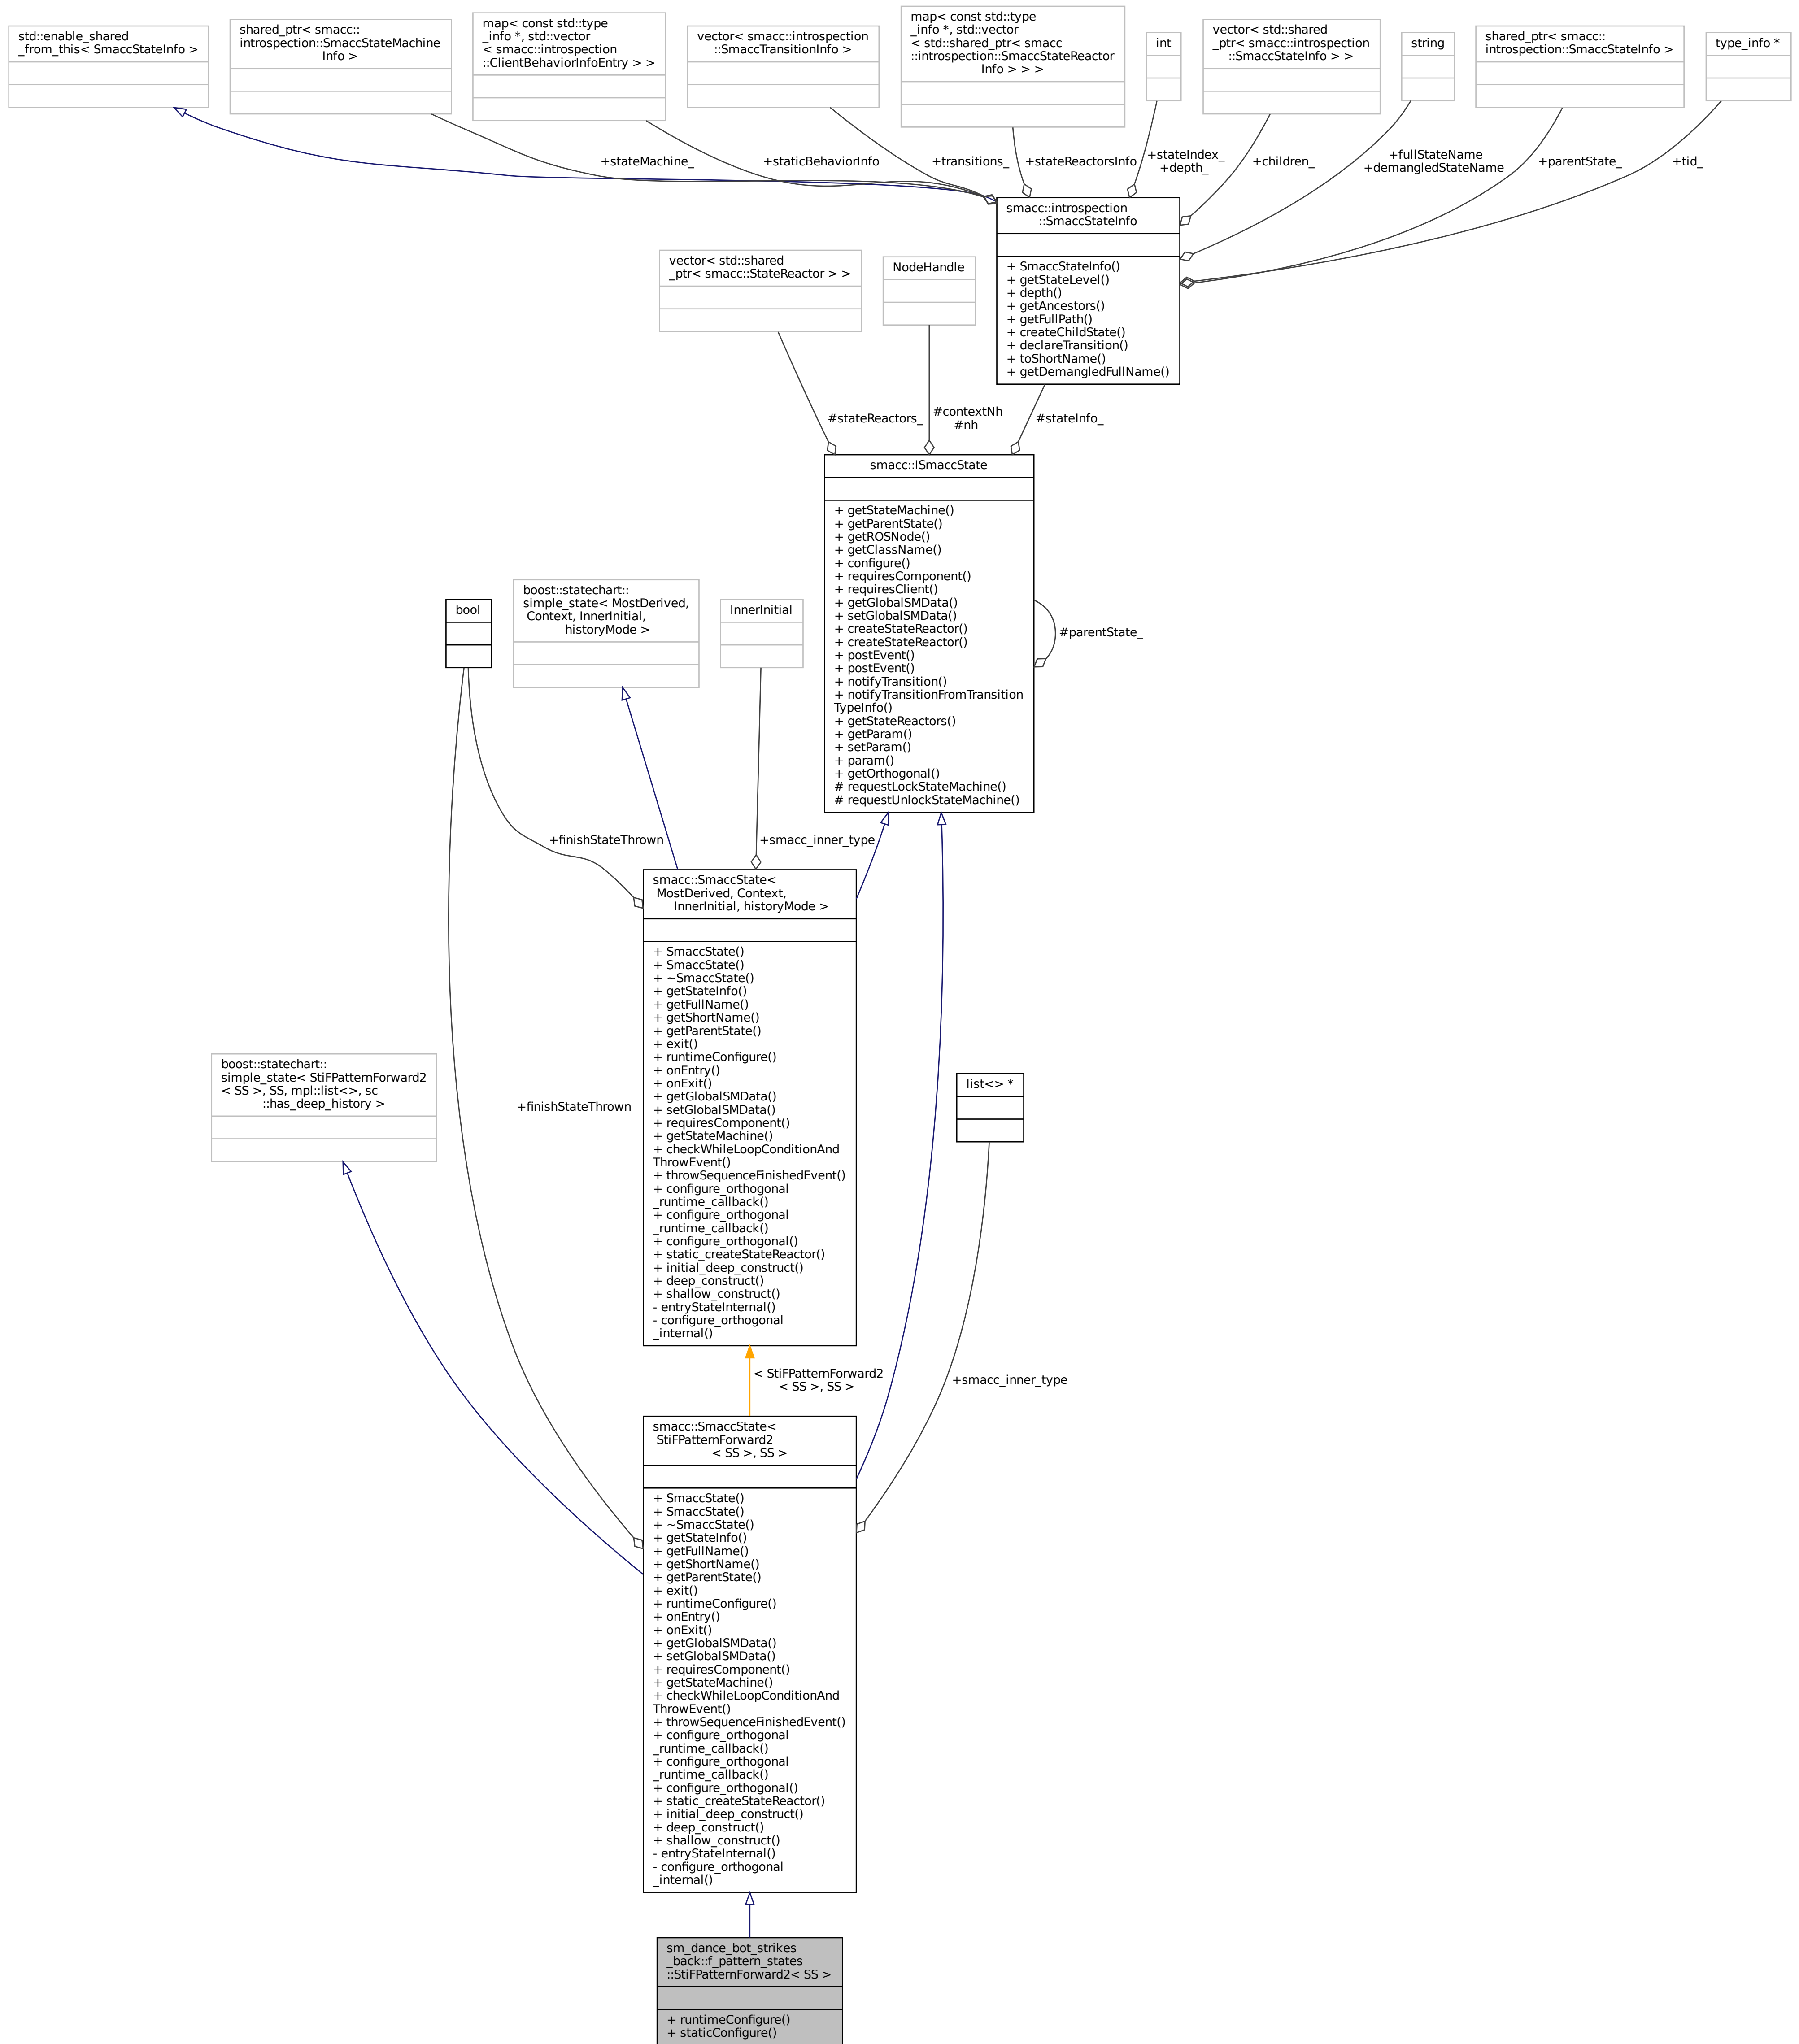 std::enable_shared
_from_this< SmaccStateInfo >
shared_ptr< smacc::
introspection::SmaccStateMachine
Info >
map< const std::type
_info *, std::vector
< smacc::introspection
::ClientBehaviorInfoEntry > >
vector< smacc::introspection
::SmaccTransitionInfo >
map< const std::type
_info *, std::vector
< std::shared_ptr< smacc
::introspection::SmaccStateReactor
Info > > >
int
vector< std::shared
_ptr< smacc::introspection
::SmaccStateInfo > >
string
shared_ptr< smacc::
introspection::SmaccStateInfo >
type_info *
+stateMachine_
+staticBehaviorInfo
+transitions_
+stateReactorsInfo
+stateIndex_
+depth_
+children_
+fullStateName
+demangledStateName
+parentState_
+tid_
smacc::introspection
::SmaccStateInfo
+ SmaccStateInfo()
+ getStateLevel()
+ depth()
+ getAncestors()
+ getFullPath()
+ createChildState()
+ declareTransition()
+ toShortName()
+ getDemangledFullName()
vector< std::shared
_ptr< smacc::StateReactor > >
NodeHandle
#stateReactors_
#contextNh
#nh
#stateInfo_
smacc::ISmaccState
+ getStateMachine()
+ getParentState()
+ getROSNode()
+ getClassName()
+ configure()
+ requiresComponent()
+ requiresClient()
+ getGlobalSMData()
+ setGlobalSMData()
+ createStateReactor()
+ createStateReactor()
+ postEvent()
+ postEvent()
+ notifyTransition()
+ notifyTransitionFromTransition
TypeInfo()
+ getStateReactors()
+ getParam()
+ setParam()
+ param()
+ getOrthogonal()
# requestLockStateMachine()
# requestUnlockStateMachine()
#parentState_
bool
boost::statechart::
simple_state< MostDerived,
Context, InnerInitial,
historyMode >
InnerInitial
+finishStateThrown
+smacc_inner_type
smacc::SmaccState<
MostDerived, Context,
InnerInitial, historyMode >
+ SmaccState()
+ SmaccState()
+ ~SmaccState()
+ getStateInfo()
+ getFullName()
+ getShortName()
+ getParentState()
+ exit()
+ runtimeConfigure()
+ onEntry()
+ onExit()
+ getGlobalSMData()
+ setGlobalSMData()
+ requiresComponent()
+ getStateMachine()
+ checkWhileLoopConditionAnd
ThrowEvent()
+ throwSequenceFinishedEvent()
+ configure_orthogonal
_runtime_callback()
+ configure_orthogonal
_runtime_callback()
+ configure_orthogonal()
+ static_createStateReactor()
+ initial_deep_construct()
+ deep_construct()
+ shallow_construct()
- entryStateInternal()
- configure_orthogonal
_internal()
boost::statechart::
simple_state< StiFPatternForward2
< SS >, SS, mpl::list<>, sc
::has_deep_history >
+finishStateThrown
list<> *
< StiFPatternForward2
< SS >, SS >
+smacc_inner_type
smacc::SmaccState<
StiFPatternForward2
< SS >, SS >
+ SmaccState()
+ SmaccState()
+ ~SmaccState()
+ getStateInfo()
+ getFullName()
+ getShortName()
+ getParentState()
+ exit()
+ runtimeConfigure()
+ onEntry()
+ onExit()
+ getGlobalSMData()
+ setGlobalSMData()
+ requiresComponent()
+ getStateMachine()
+ checkWhileLoopConditionAnd
ThrowEvent()
+ throwSequenceFinishedEvent()
+ configure_orthogonal
_runtime_callback()
+ configure_orthogonal
_runtime_callback()
+ configure_orthogonal()
+ static_createStateReactor()
+ initial_deep_construct()
+ deep_construct()
+ shallow_construct()
- entryStateInternal()
- configure_orthogonal
_internal()
sm_dance_bot_strikes
_back::f_pattern_states
::StiFPatternForward2< SS >
+ runtimeConfigure()
+ staticConfigure()